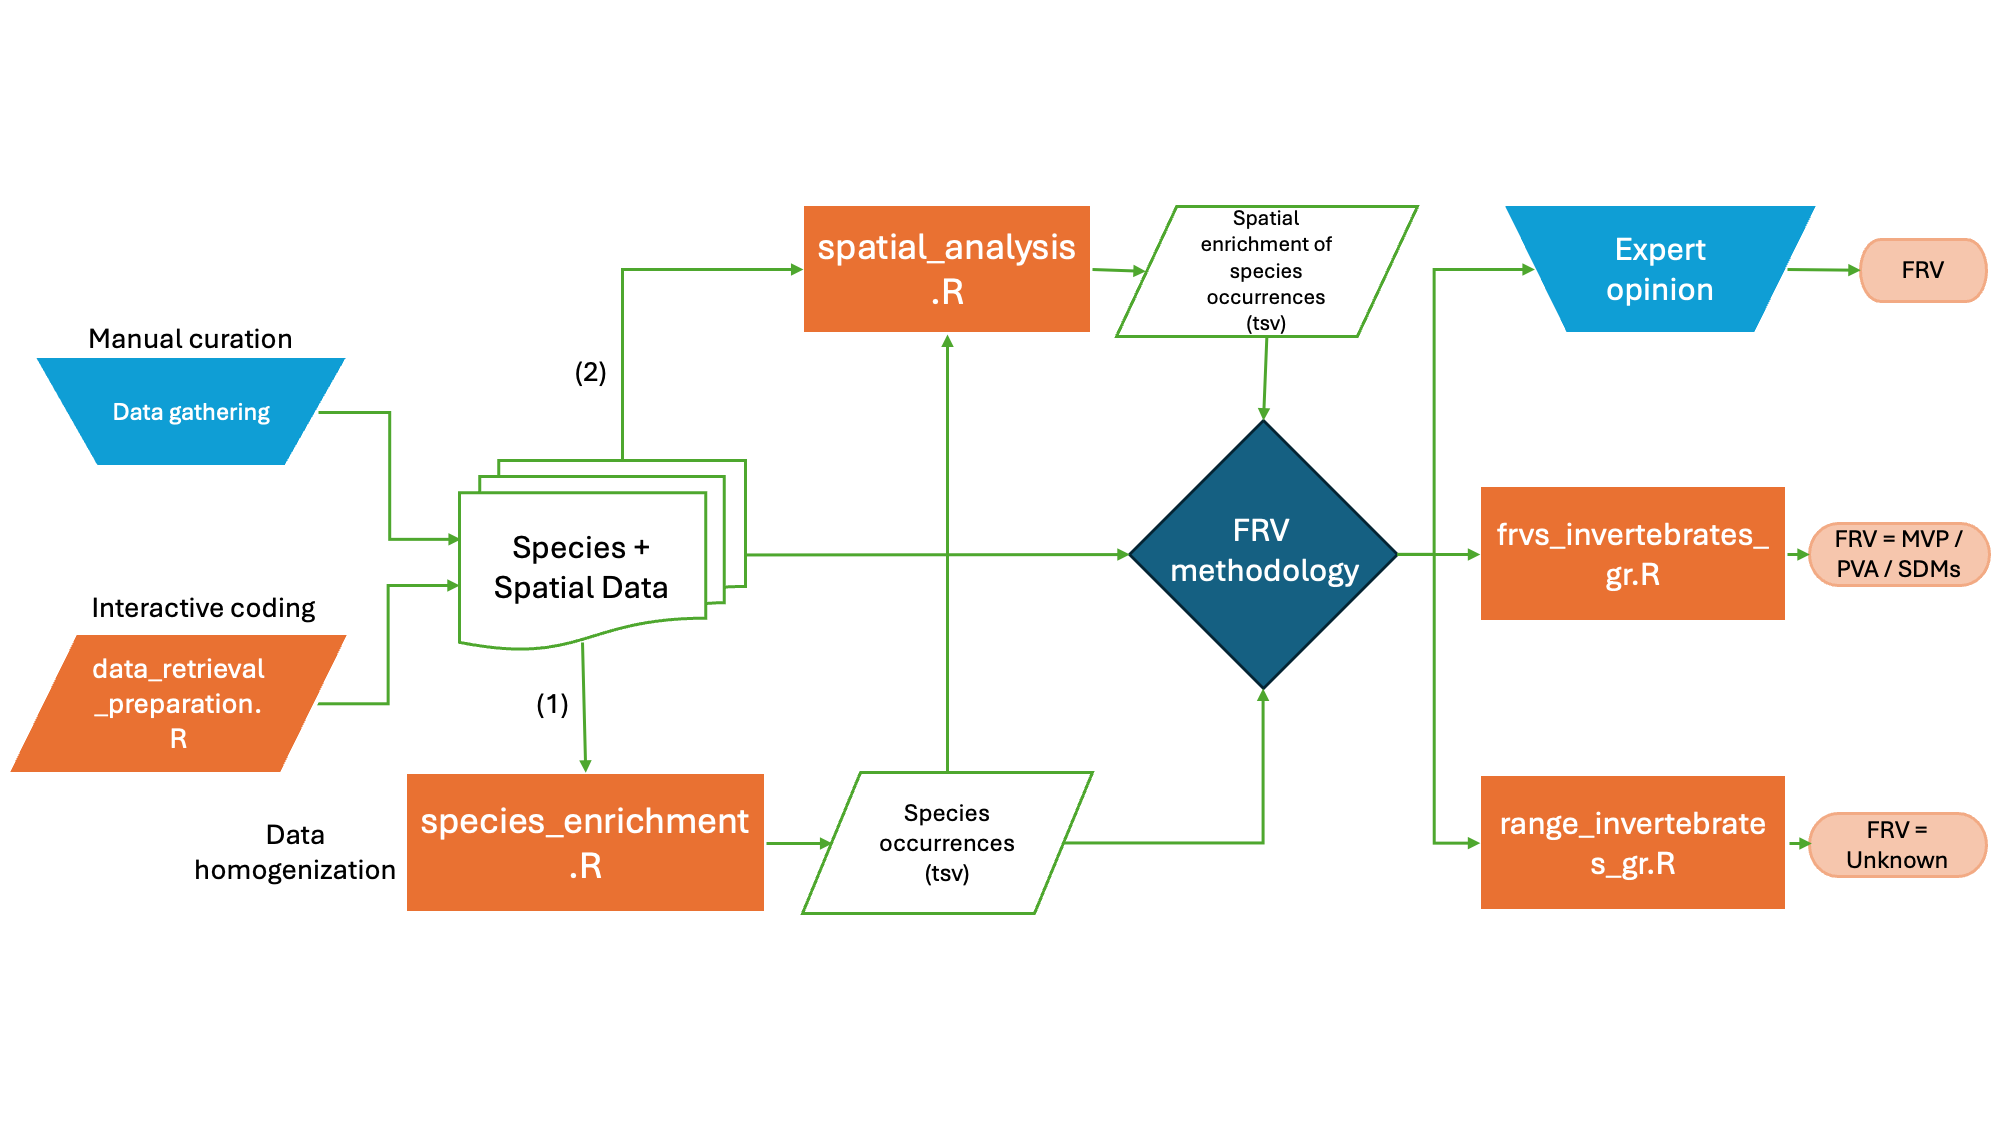 Manual curation
Data gathering
Interactive coding
data_retrieval
_preparation.
R
Species +
Spatial Data
(2)
(1)
Data
homogenization
species_enrichment
.R
spatial_analysis
.R
Species
occurrences
(tsv)
Spatial
enrichment of
species
occurrences
(tsv)
FRV
methodology
Expert
opinion
FRV
frvs_invertebrates_
gr.R
FRV = MVP /
PVA / SDMs
range_invertebrate
s_gr.R
FRV =
Unknown